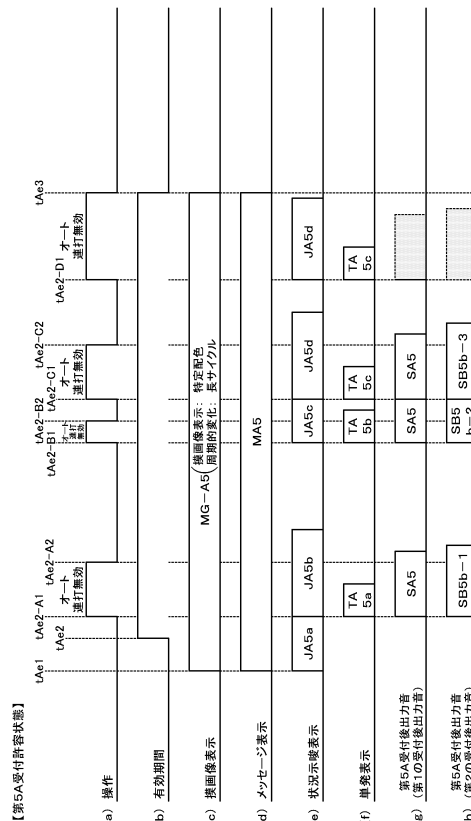 【第5A受付許容状態】
tAe1
tAe2
tAe2-A1
tAe2-A2
tAe2-B1
tAe2-B2
tAe2-C1
tAe2-C2
tAe2-D1
tAe3
a) 操作
オート
連打無効
オート
連打
無効
オート
連打無効
オート
連打無効
b) 有効期間
c) 摸画像表示
MG－A5(摸画像表示： 特定配色
周期的変化： 長サイクル)
d) メッセージ表示
MA5
e) 状況示唆表示
JA5a
JA5b
JA5c
JA5d
JA5d
f) 単発表示
TA
5a
TA
5b
TA
5c
TA
5c
g) 第5A受付後出力音
(第1の受付後出力音)
SA5
SA5
SA5
h) 第5A受付後出力音
(第2の受付後出力音)
SB5b－1
SB5
b－2
SB5b－3